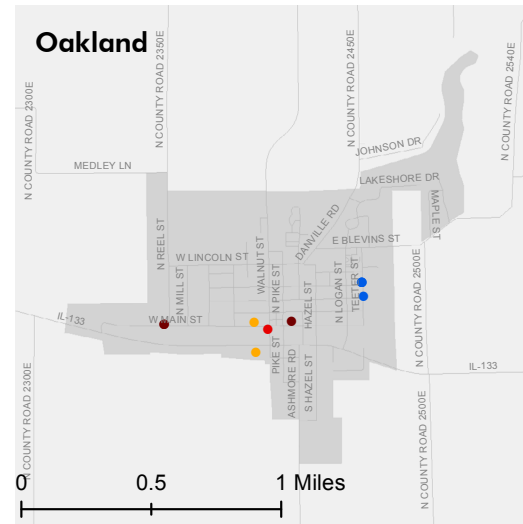 Oakland
N COUNTY ROAD 2300E
N COUNTY ROAD 2350E
N COUNTY ROAD 2450E
N COUNTY ROAD 2540E
MEDLEY LN
JOHNSON DR
LAKESHORE DR
MAPLE ST
N REEL ST
N MILL ST
W LINCOLN ST
WALNUT ST
N PIKE ST
DANVILLE RD
E BLEVINS ST
HAZEL ST
N LOGAN ST
TEETER ST
N COUNTY ROAD 2500E
IL-133
W MAIN ST
PIKE ST
ASHMORE RD
S HAZEL ST
IL-133
N COUNTY ROAD 2300E
N COUNTY ROAD 2500E
0 0.5 1 Miles